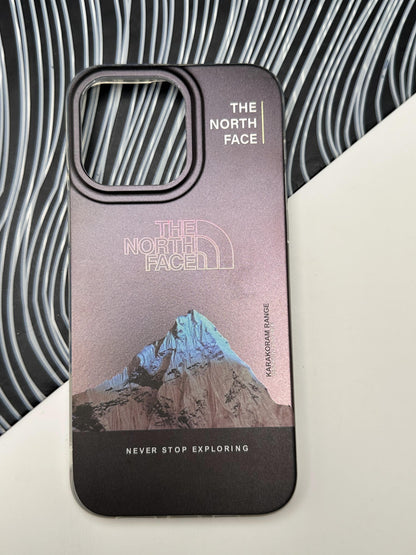 THE
NORTH
FACE
THE
NORTH
FACE
KARAKORAM RANGE
NEVER STOP EXPLORING